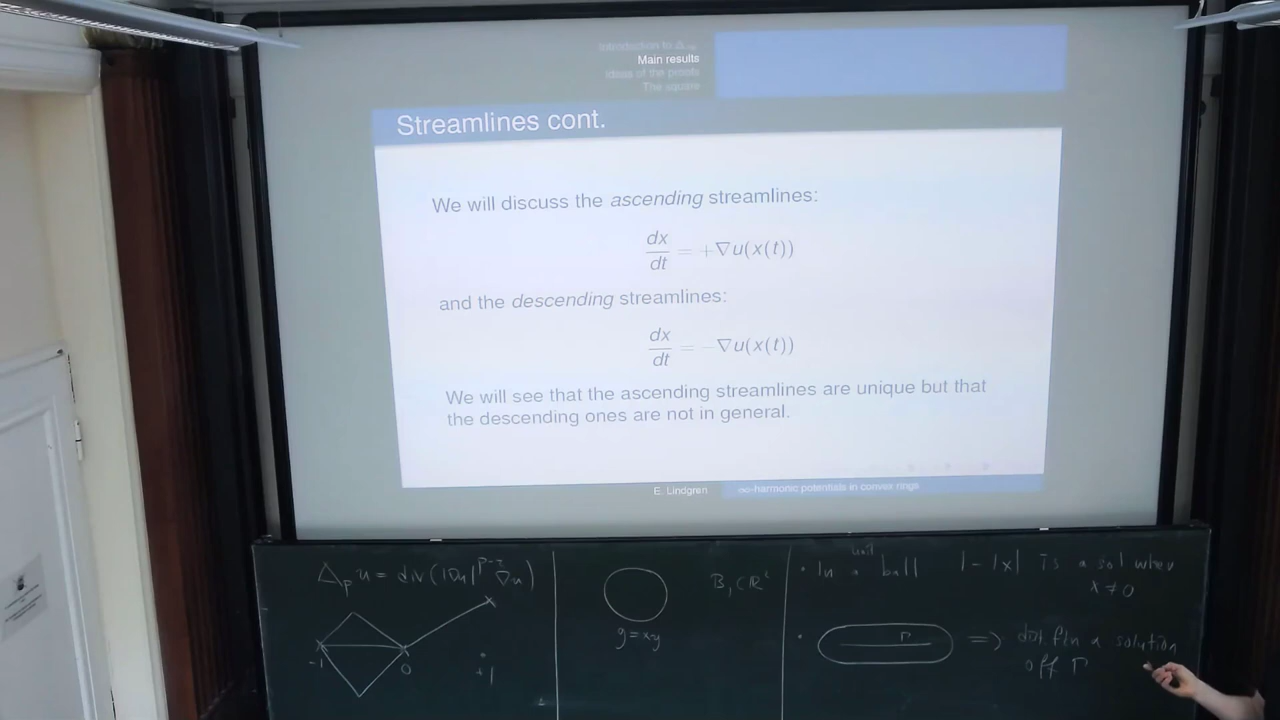 Introduction to Δ∞
Main results
Ideas of the proofs
The square
Streamlines cont.
We will discuss the ascending streamlines:
dx/dt = +∇u(x(t))
and the descending streamlines:
dx/dt = −∇u(x(t))
We will see that the ascending streamlines are unique but that
the descending ones are not in general.
E. Lindgren ∞-harmonic potentials in convex rings
Δₚu = div(|Du|ᵖ⁻²∇u)
-1 0 +1
B₁⊂ℝ²
g=xy
• In a unit ball 1-|x| is a sol when
x≠0
• Γ => dist ftn a solution
off Γ